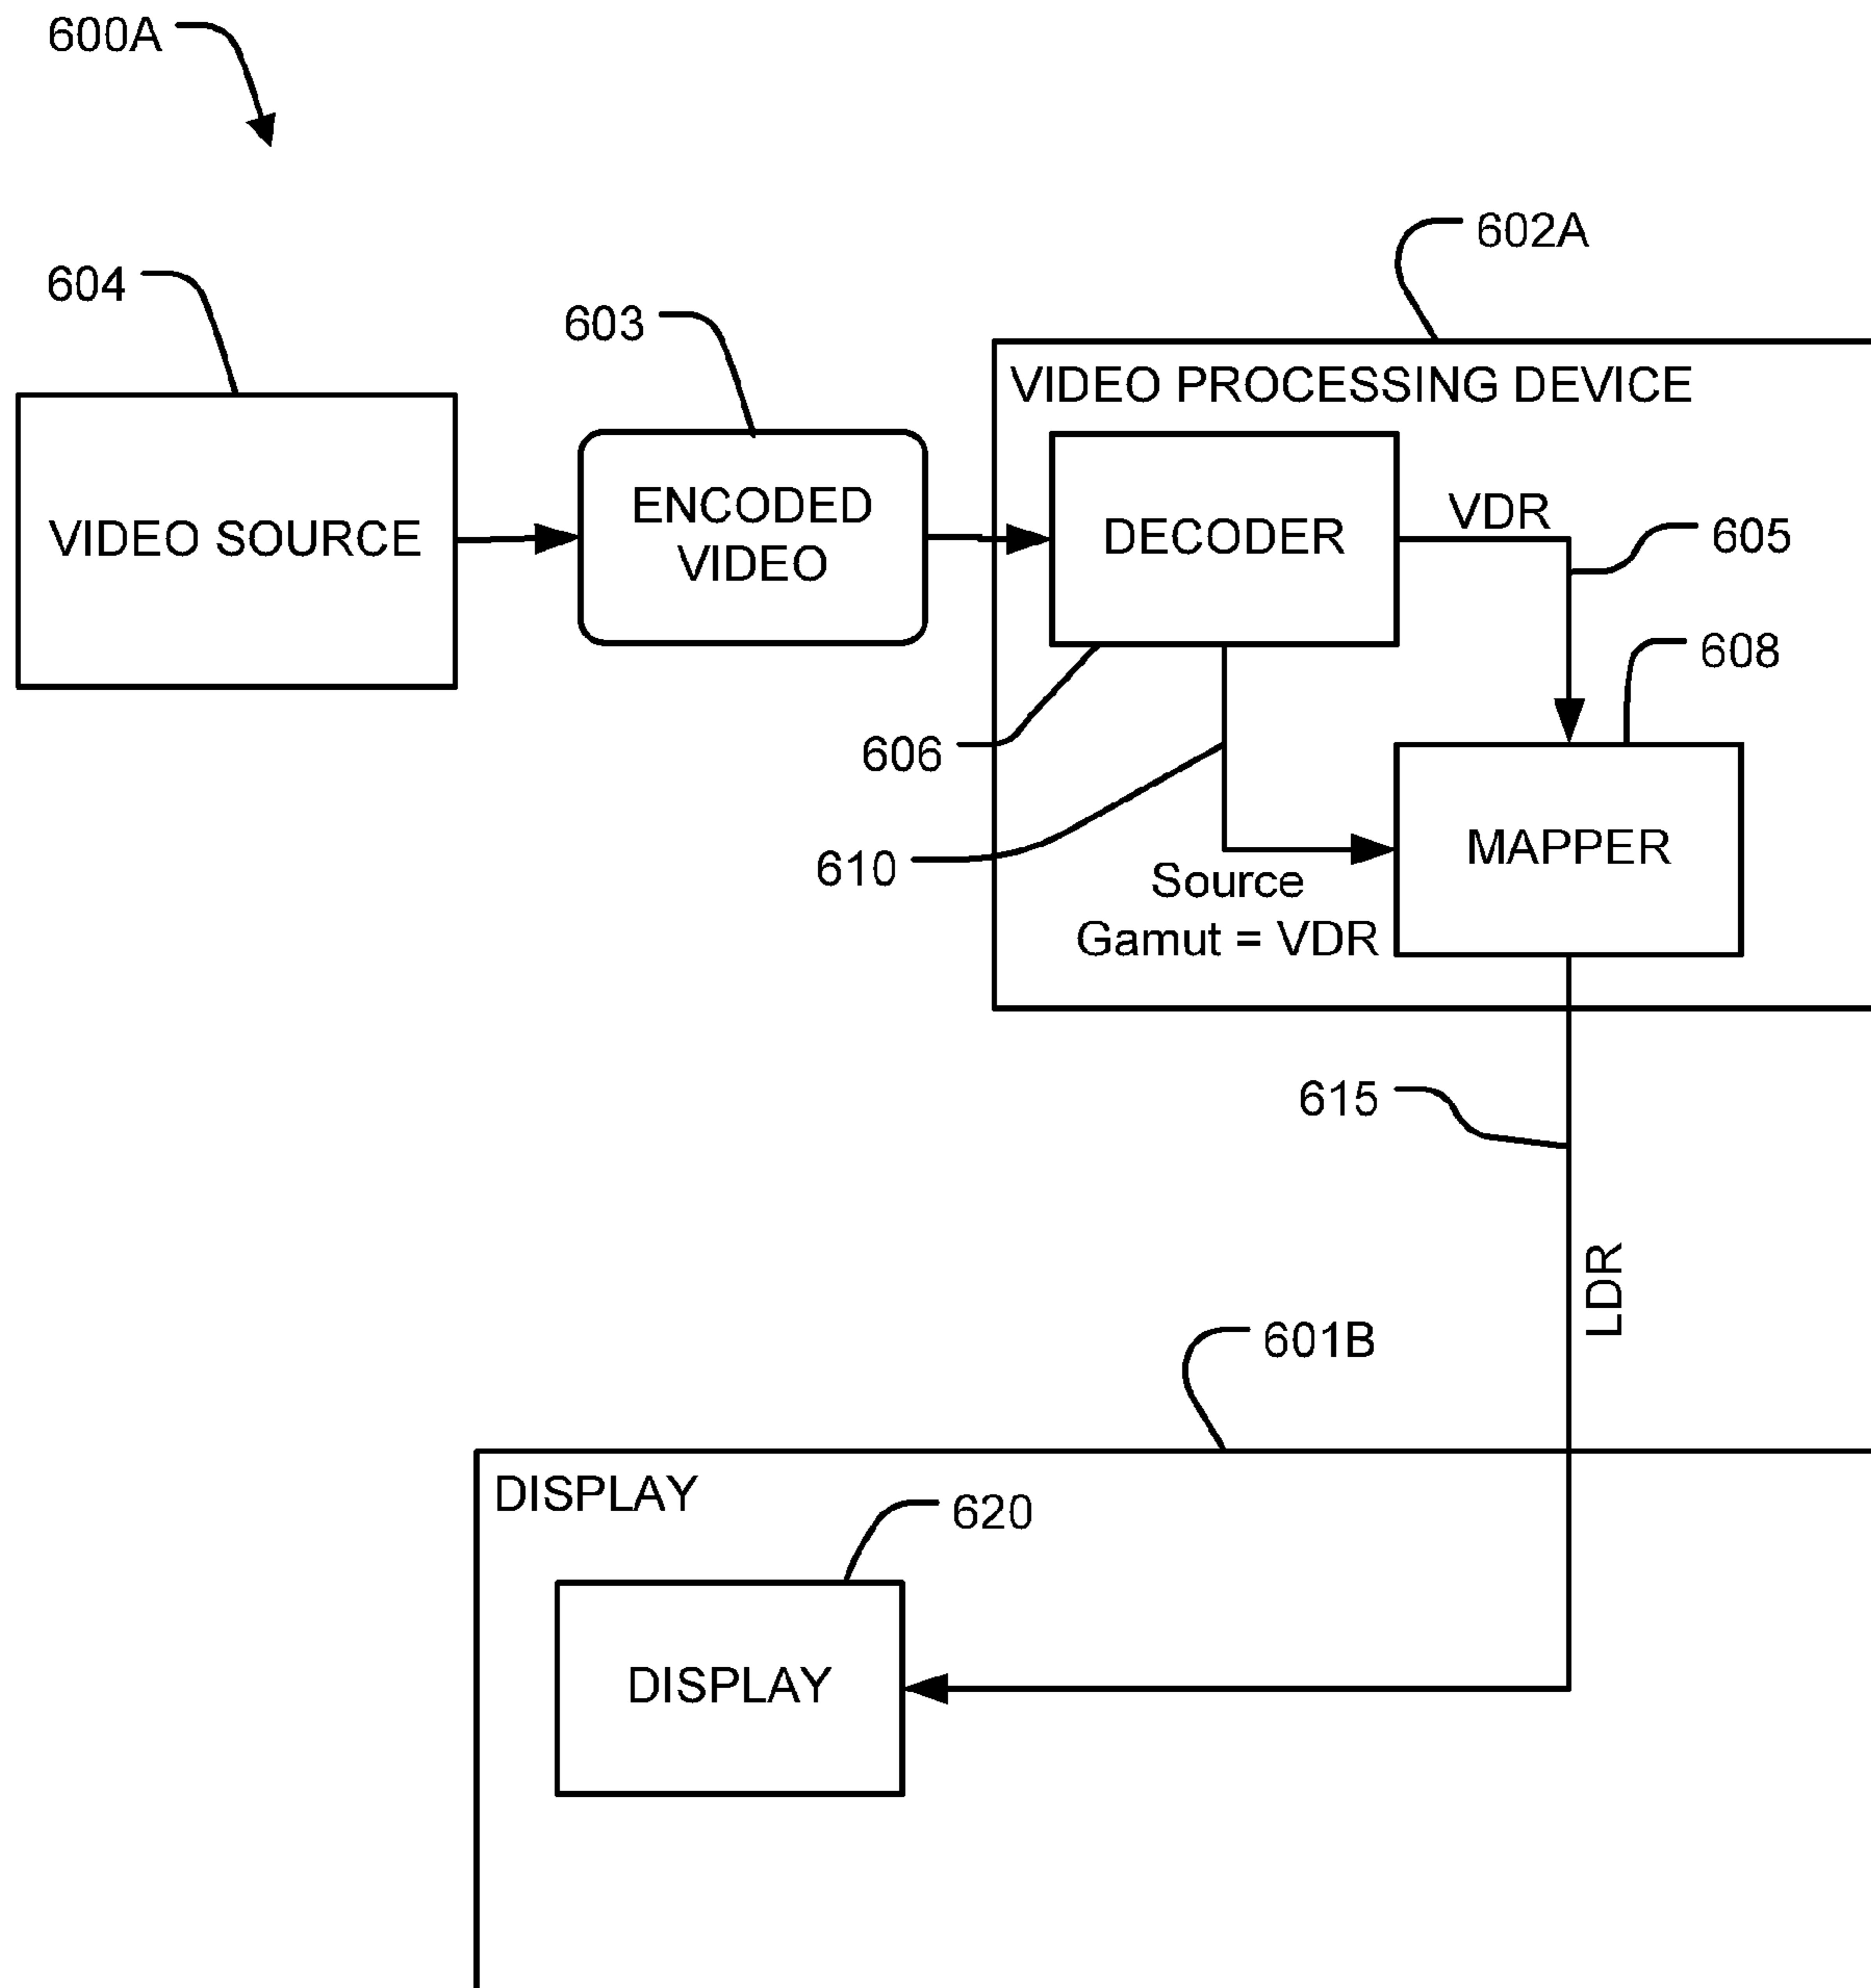 600A
602A
604
603
VIDEO PROCESSING DEVICE
ENCODED
VIDEO
VIDEO SOURCE
DECODER
VDR
605
608
606
MAPPER
610
Source
Gamut = VDR
615
LDR
601B
DISPLAY
620
DISPLAY